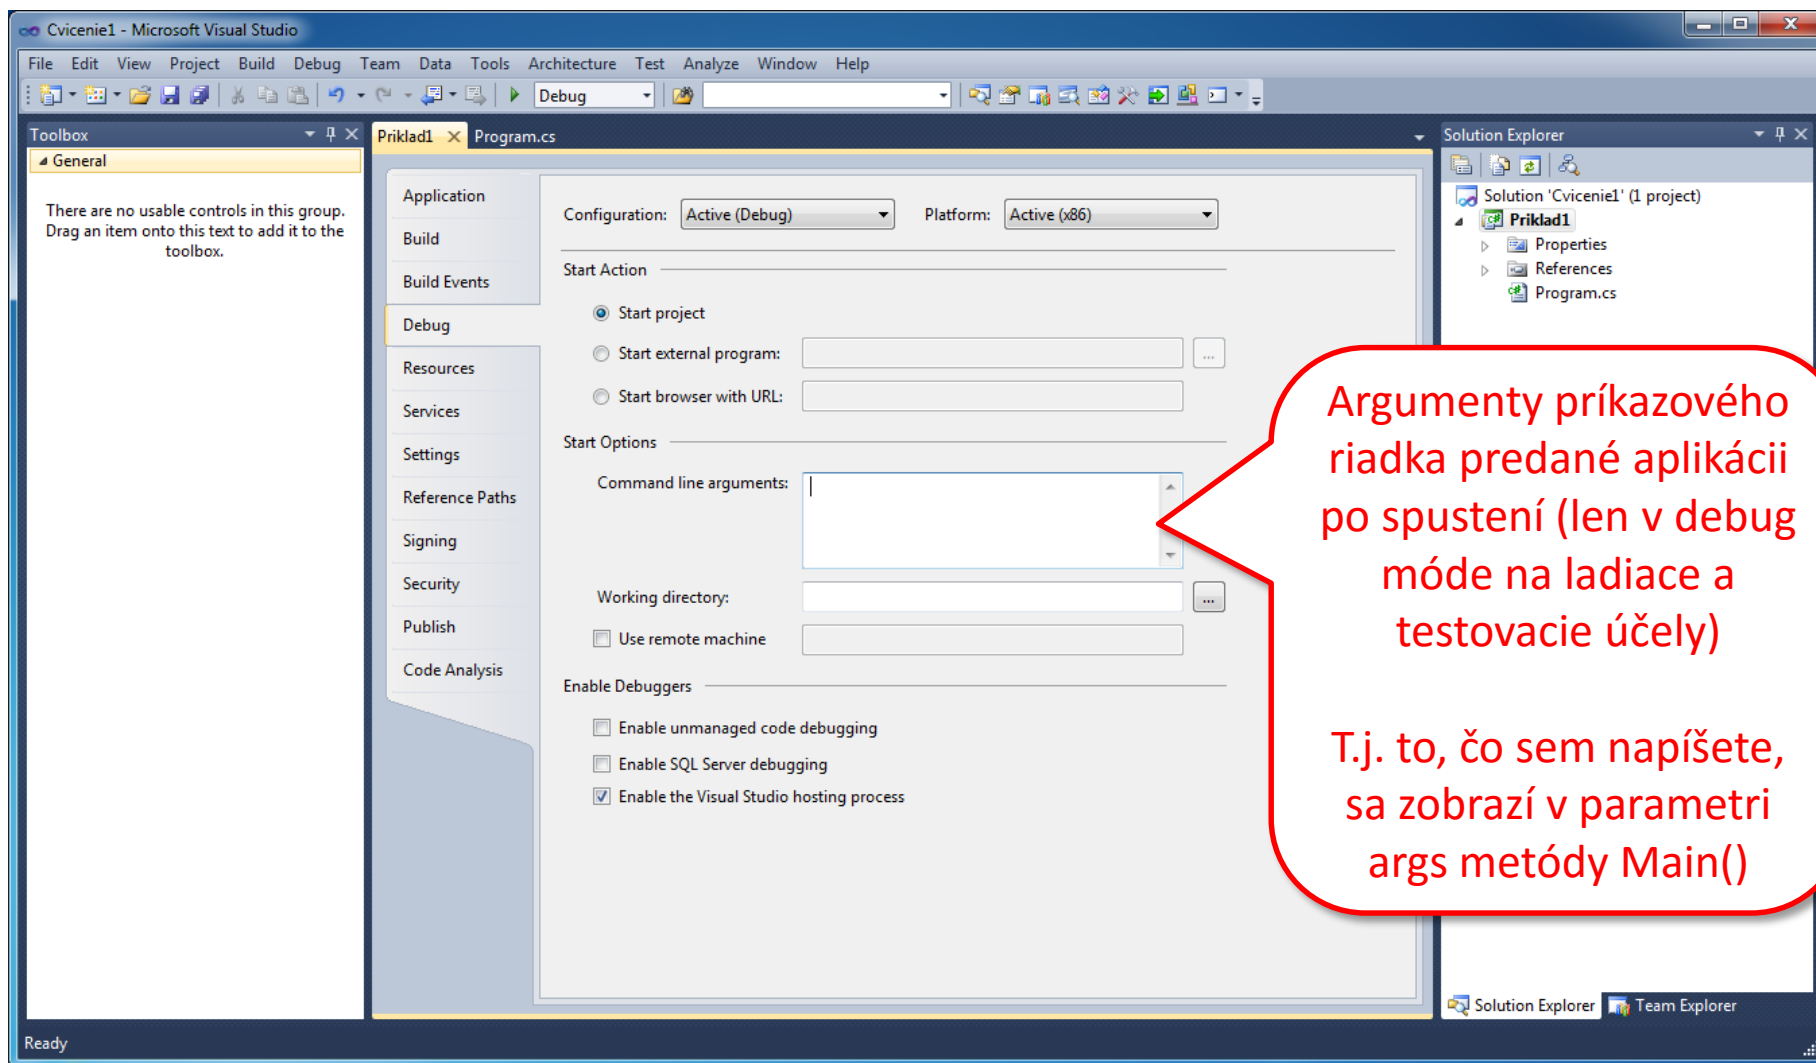 Cvicenie1 - Microsoft Visual Studio
File Edit View Project Build Debug Team Data Tools Architecture Test Analyze Window Help
Debug
Toolbox
General
There are no usable controls in this group.
Drag an item onto this text to add it to the
toolbox.
Priklad1
Program.cs
Application
Build
Build Events
Debug
Resources
Services
Settings
Reference Paths
Signing
Security
Publish
Code Analysis
Configuration: Active (Debug) Platform: Active (x86)
Start Action
Start project
Start external program:
...
Start browser with URL:
Start Options
Command line arguments:
Working directory:
...
Use remote machine
Enable Debuggers
Enable unmanaged code debugging
Enable SQL Server debugging
Enable the Visual Studio hosting process
Solution Explorer
Solution 'Cvicenie1' (1 project)
Priklad1
Properties
References
Program.cs
Argumenty príkazového
riadka predané aplikácii
po spustení (len v debug
móde na ladiace a
testovacie účely)
T.j. to, čo sem napíšete,
sa zobrazí v parametri
args metódy Main()
Solution Explorer
Team Explorer
Ready